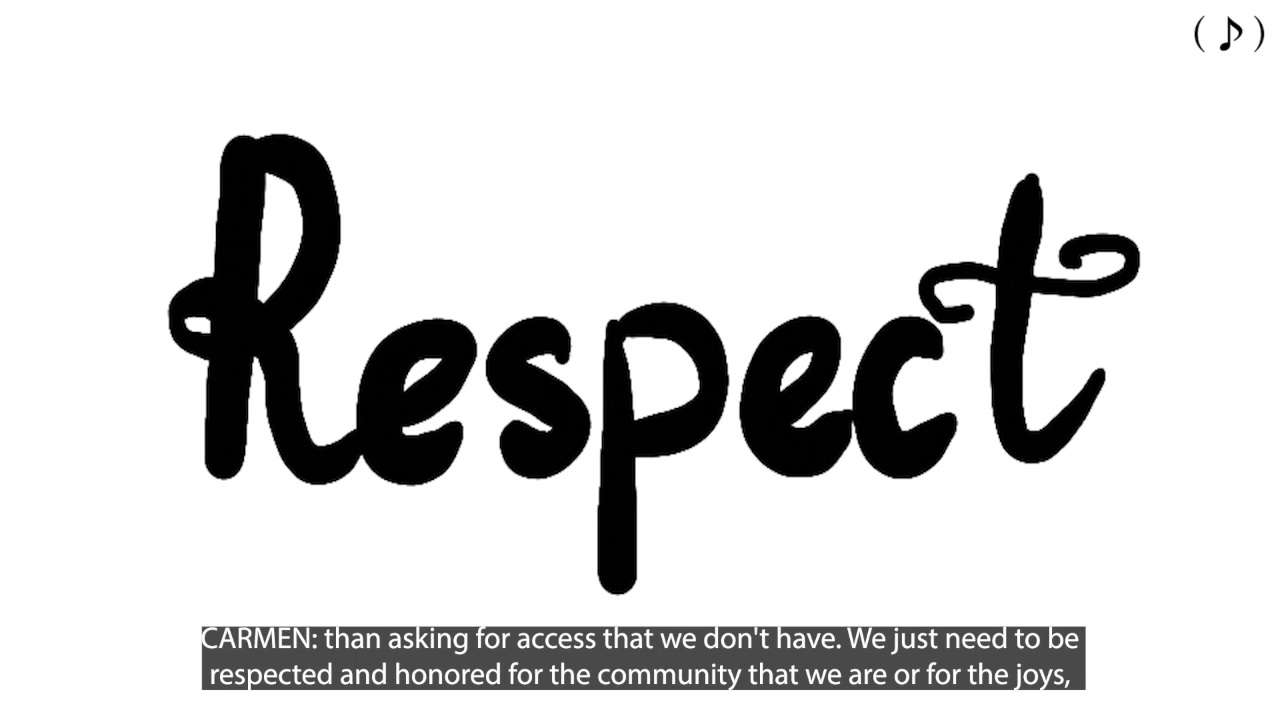 (♪)
Respect
CARMEN: than asking for access that we don't have. We just need to be
respected and honored for the community that we are or for the joys,